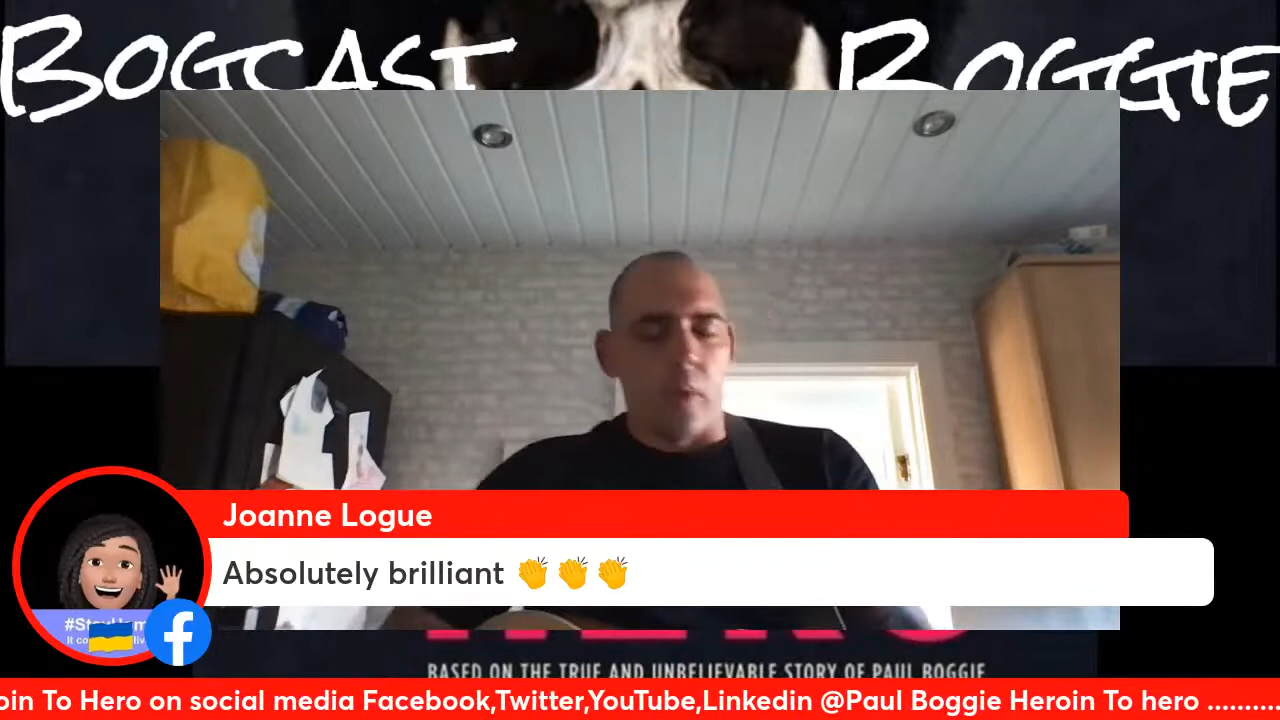 BOGCAST BOGGIE
Joanne Logue
Absolutely brilliant 👏👏👏
BASED ON THE TRUE AND UNBELIEVABLE STORY OF PAUL BOGGIE
oin To Hero on social media Facebook,Twitter,YouTube,Linkedin @Paul Boggie Heroin To hero ..........